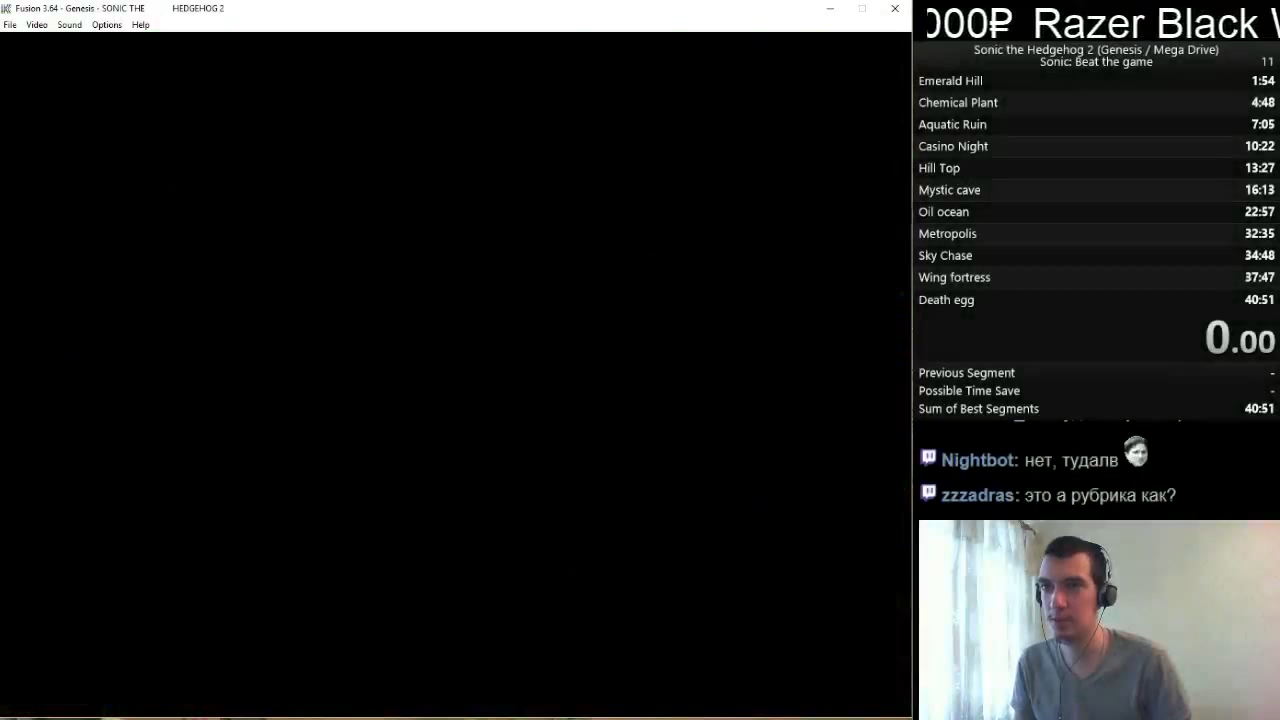 Fusion 3.64 - Genesis - SONIC THE HEDGEHOG 2
File Video Sound Options Help
000₽ Razer Black
Sonic the Hedgehog 2 (Genesis / Mega Drive)
Sonic: Beat the game 11
Emerald Hill 1:54
Chemical Plant 4:48
Aquatic Ruin 7:05
Casino Night 10:22
Hill Top 13:27
Mystic cave 16:13
Oil ocean 22:57
Metropolis 32:35
Sky Chase 34:48
Wing fortress 37:47
Death egg 40:51
0.00
Previous Segment -
Possible Time Save -
Sum of Best Segments 40:51
Nightbot: нет, тудалв
zzzadras: это а рубрика как?